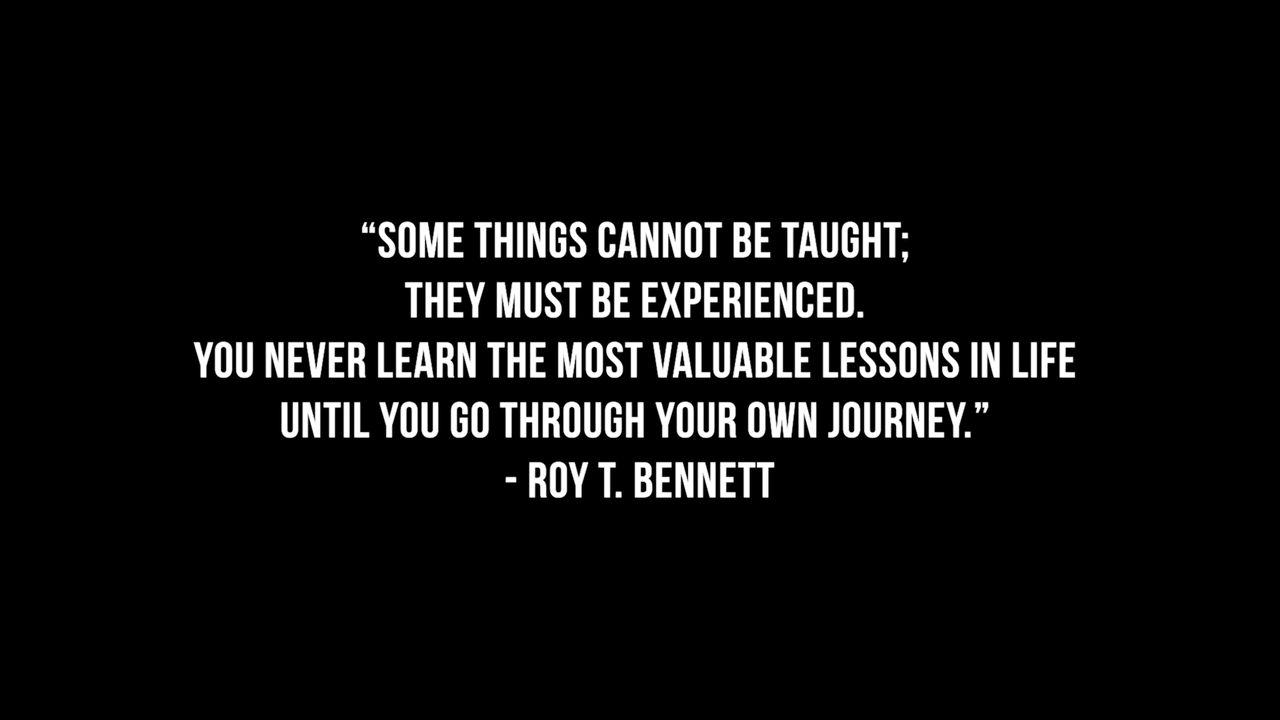 “SOME THINGS CANNOT BE TAUGHT;
THEY MUST BE EXPERIENCED.
YOU NEVER LEARN THE MOST VALUABLE LESSONS IN LIFE
UNTIL YOU GO THROUGH YOUR OWN JOURNEY.”
- ROY T. BENNETT